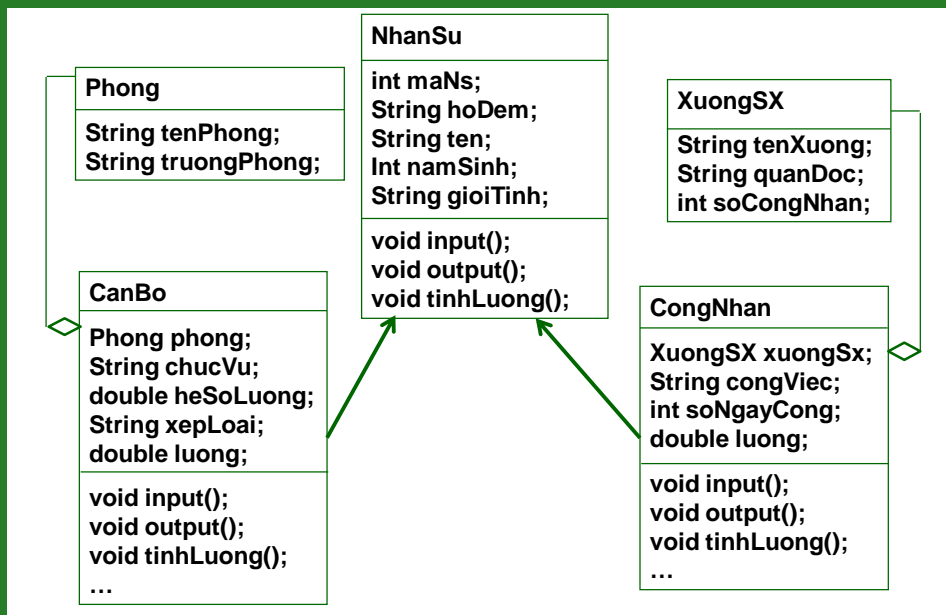 NhanSu
int maNs;
String hoDem;
String ten;
Int namSinh;
String gioiTinh;
void input();
void output();
void tinhLuong();
Phong
String tenPhong;
String truongPhong;
XuongSX
String tenXuong;
String quanDoc;
int soCongNhan;
CanBo
Phong phong;
String chucVu;
double heSoLuong;
String xepLoai;
double luong;
void input();
void output();
void tinhLuong();
…
CongNhan
XuongSX xuongSx;
String congViec;
int soNgayCong;
double luong;
void input();
void output();
void tinhLuong();
…